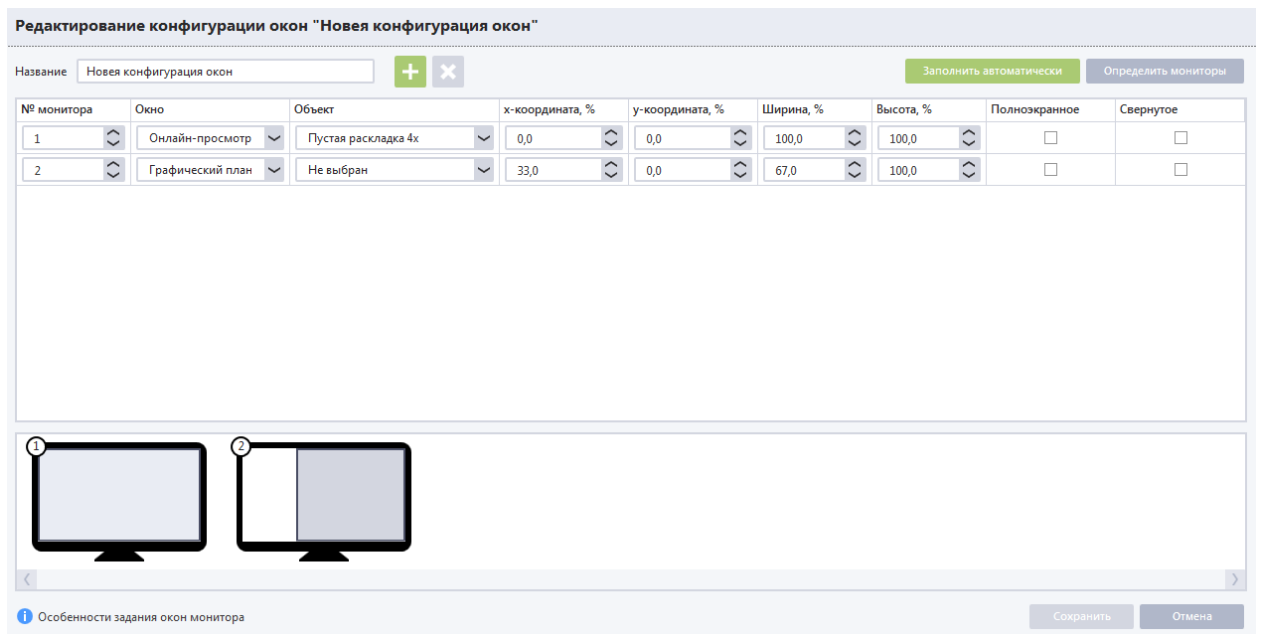 Редактирование конфигурации окон "Новея конфигурация окон"
Название Новея конфигурация окон Заполнить автоматически Определить мониторы
№ монитора Окно Объект x-координата, % y-координата, % Ширина, % Высота, % Полноэкранное Свернутое
1 Онлайн-просмотр Пустая раскладка 4x 0,0 0,0 100,0 100,0
2 Графический план Не выбран 33,0 0,0 67,0 100,0
1 2
Особенности задания окон монитора Сохранить Отмена